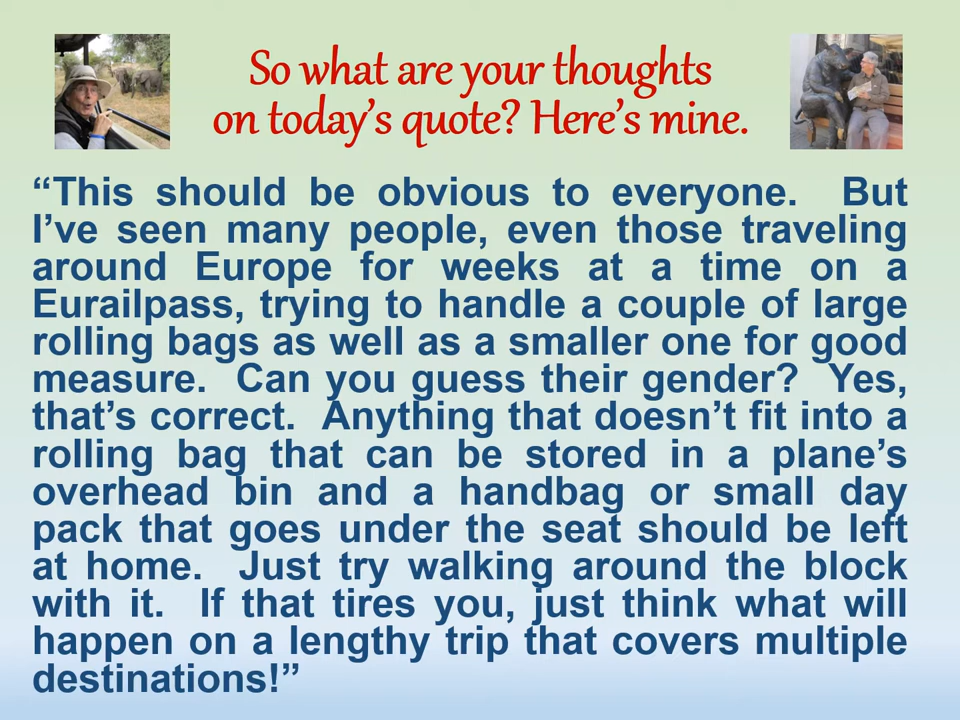 So what are your thoughts
on today’s quote? Here’s mine.
“This should be obvious to everyone. But
I’ve seen many people, even those traveling
around Europe for weeks at a time on a
Eurailpass, trying to handle a couple of large
rolling bags as well as a smaller one for good
measure. Can you guess their gender? Yes,
that’s correct. Anything that doesn’t fit into a
rolling bag that can be stored in a plane’s
overhead bin and a handbag or small day
pack that goes under the seat should be left
at home. Just try walking around the block
with it. If that tires you, just think what will
happen on a lengthy trip that covers multiple
destinations!”